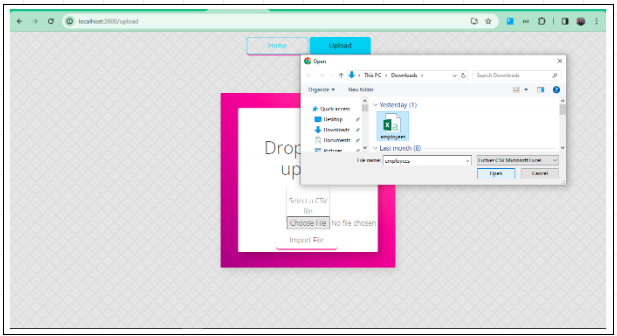 localhost:3000/upload
Home
Upload
Open
This PC > Downloads >
Search Downloads
Organize
New folder
Quick access
Desktop
Downloads
Documents
Pictures
Yesterday (1)
employees
Last month (8)
File name:
employees
Fichier CSV Microsoft Excel
Open
Cancel
Drop
up
Select a CSV
file
Choose File No file chosen
Import File